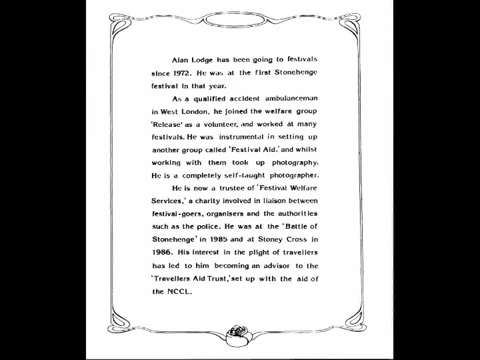 Alan Lodge has been going to festivals
since 1972. He was at the first Stonehenge
festival in that year.
As a qualified accident ambulanceman
in West London, he joined the welfare group
'Release' as a volunteer, and worked at many
festivals. He was instrumental in setting up
another group called 'Festival Aid,' and whilst
working with them took up photography.
He is a completely self-taught photographer.
He is now a trustee of 'Festival Welfare
Services,' a charity involved in liaison between
festival-goers, organisers and the authorities
such as the police. He was at the 'Battle of
Stonehenge' in 1985 and at Stoney Cross in
1986. His interest in the plight of travellers
has led to him becoming an advisor to the
'Travellers Aid Trust,' set up with the aid of
the NCCL.